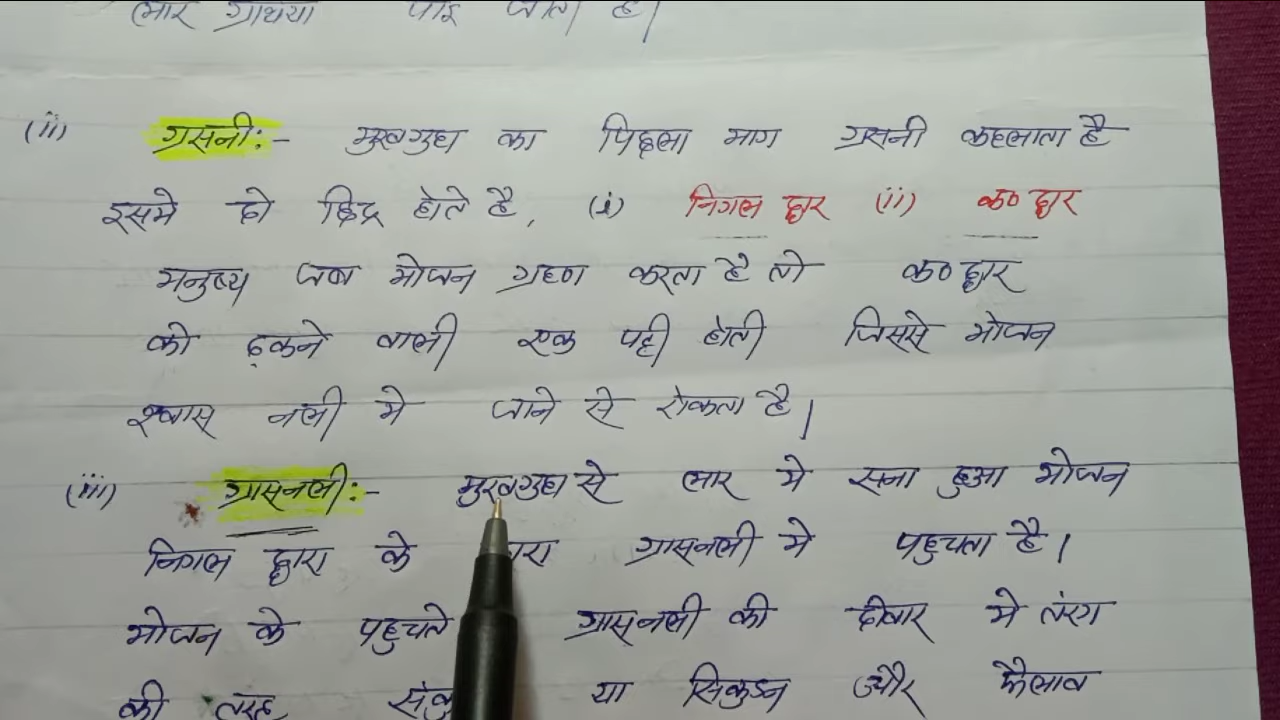 लार ग्रंथियां पाई जाती है।
(ii) ग्रसनी:- मुखगुहा का पिछला भाग ग्रसनी कहलाता है
इसमे दो छिद्र होते है, (i) निगल द्वार (ii) कण्ठ द्वार
मनुष्य जब भोजन ग्रहण करता है तो कण्ठ द्वार
को ढ़कने वाली एक पट्टी होती जिससे भोजन
श्वास नली मे जाने से रोकता है।
(iii) ग्रासनली:- मुखगुहा से लार मे सना हुआ भोजन
निगल द्वारा के ग्रासनली मे पहुचता है।
भोजन के पहुचते ग्रासनली की दीवार मे तंरग
की तरह या सिकुडन और फैलाव